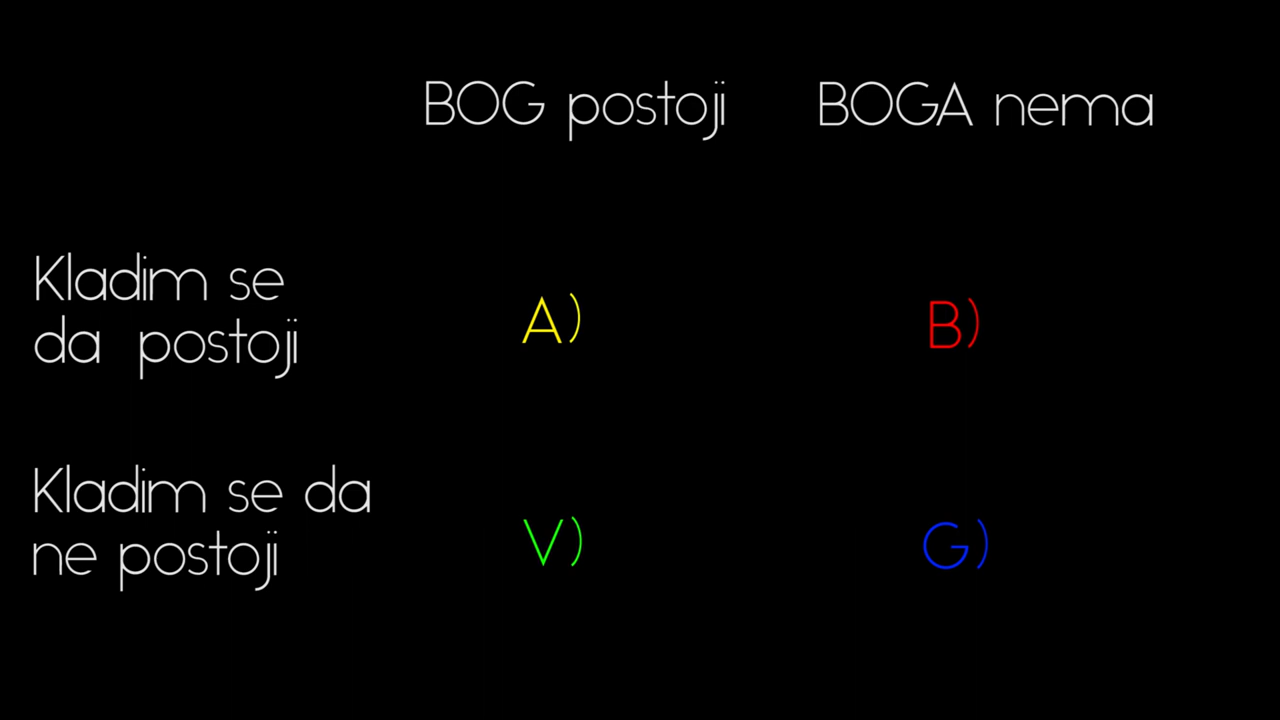 BOG postoji BOGA nema
Kladim se
da postoji
A) B)
Kladim se da
ne postoji
V) G)